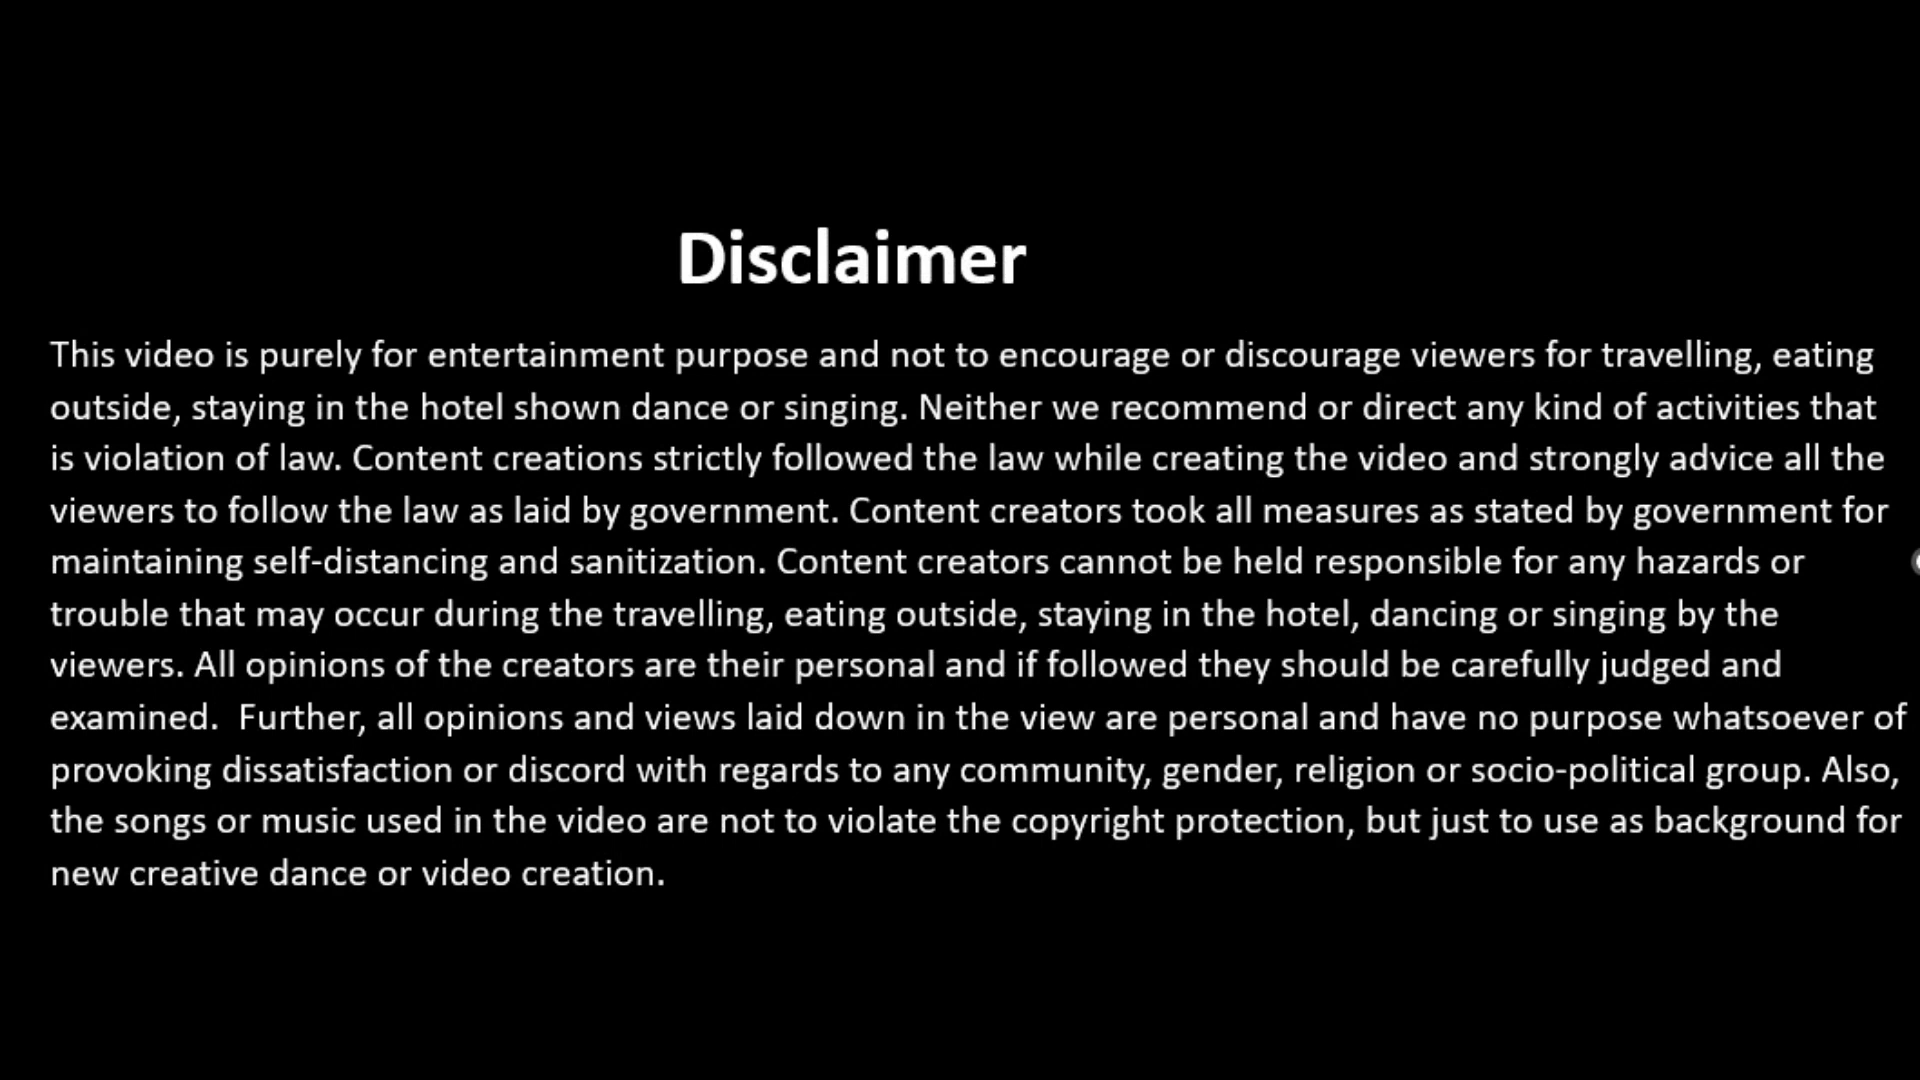 Disclaimer
This video is purely for entertainment purpose and not to encourage or discourage viewers for travelling, eating
outside, staying in the hotel shown dance or singing. Neither we recommend or direct any kind of activities that
is violation of law. Content creations strictly followed the law while creating the video and strongly advice all the
viewers to follow the law as laid by government. Content creators took all measures as stated by government for
maintaining self-distancing and sanitization. Content creators cannot be held responsible for any hazards or
trouble that may occur during the travelling, eating outside, staying in the hotel, dancing or singing by the
viewers. All opinions of the creators are their personal and if followed they should be carefully judged and
examined.  Further, all opinions and views laid down in the view are personal and have no purpose whatsoever of
provoking dissatisfaction or discord with regards to any community, gender, religion or socio-political group. Also,
the songs or music used in the video are not to violate the copyright protection, but just to use as background for
new creative dance or video creation.